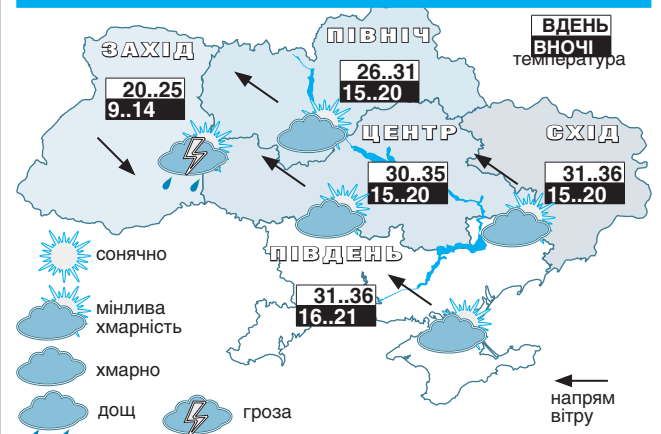 ВДЕНЬ
ВНОЧІ
температура
ЗАХІД
20..25
9..14
ПІВНІЧ
26..31
15..20
ЦЕНТР
30..35
15..20
СХІД
31..36
15..20
ПІВДЕНЬ
31..36
16..21
сонячно
мінлива
хмарність
хмарно
дощ
гроза
напрям
вітру